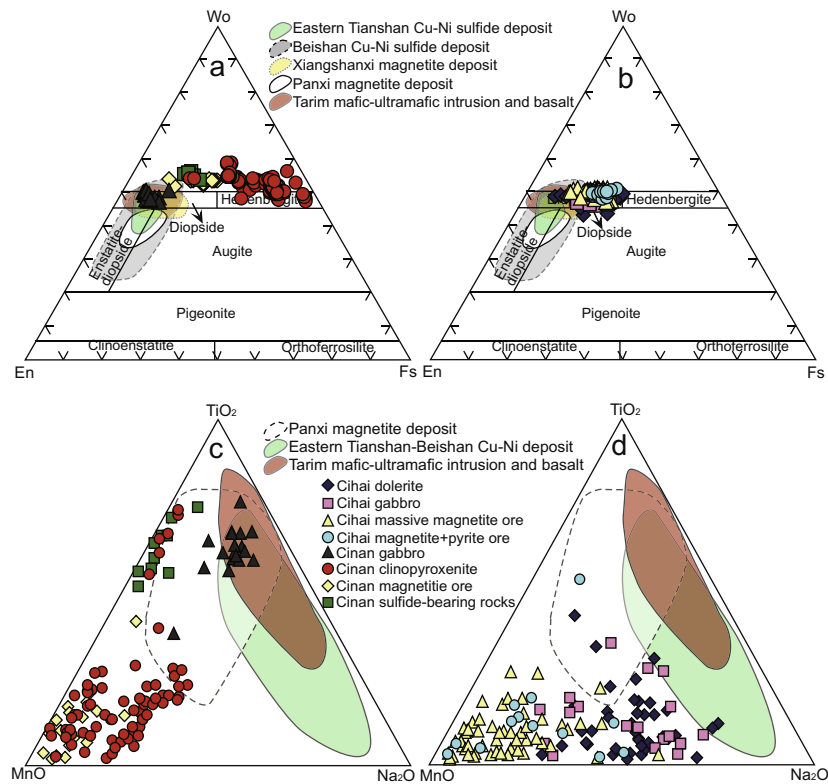 Wo
Eastern Tianshan Cu-Ni sulfide deposit
Beishan Cu-Ni sulfide deposit
Xiangshanxi magnetite deposit
Panxi magnetite deposit
Tarim mafic-ultramafic intrusion and basalt
a
Hedenbergite
Diopside
Enstatite-
diopside
Augite
Pigeonite
Clinoenstatite
Orthoferrosilite
En
Fs
Wo
b
Hedenbergite
Diopside
Enstatite-
diopside
Augite
Pigenoite
Clinoenstatite
Orthoferrosilite
En
Fs
TiO₂
Panxi magnetite deposit
Eastern Tianshan-Beishan Cu-Ni deposit
Tarim mafic-ultramafic intrusion and basalt
Cihai dolerite
Cihai gabbro
Cihai massive magnetite ore
Cihai magnetite+pyrite ore
Cinan gabbro
Cinan clinopyroxenite
Cinan magnetitie ore
Cinan sulfide-bearing rocks
c
MnO
Na₂O
TiO₂
d
MnO
Na₂O